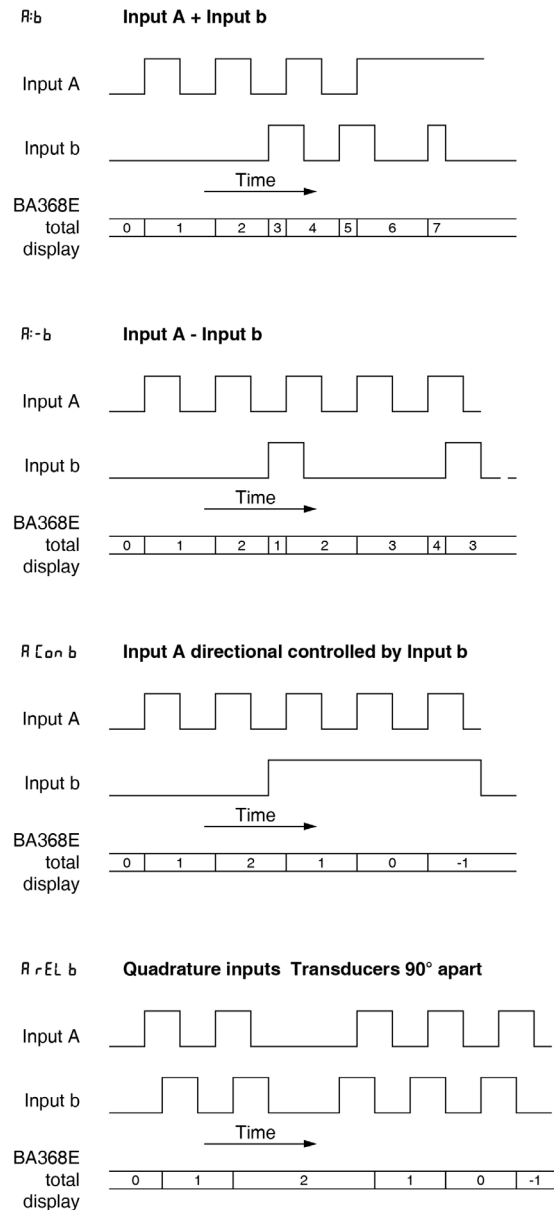 A:b Input A + Input b
Input A
Input b
Time
BA368E
total
display
0 1 2 3 4 5 6 7
A:-b Input A - Input b
Input A
Input b
Time
BA368E
total
display
0 1 2 1 2 3 4 3
A Con b Input A directional controlled by Input b
Input A
Input b
Time
BA368E
total
display
0 1 2 1 0 -1
A rEL b Quadrature inputs Transducers 90° apart
Input A
Input b
Time
BA368E
total
display
0 1 2 1 0 -1